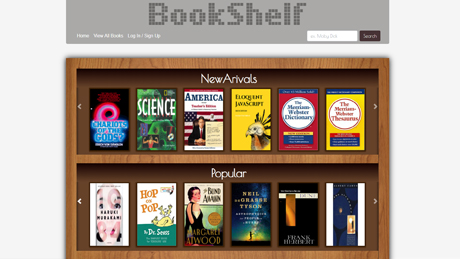 BookShelf
Home View All Books Log In / Sign Up
ex: Moby Dick Search
NewArivals
CHARIOTS
OF THE
GODS?
SCIENCE
AMERICA
ELOQUENT
JAVASCRIPT
The
Merriam-
Webster
Dictionary
The
Merriam-
Webster
Thesaurus
Popular
HARUKI
MURAKAMI
HOP
ON
POP
By Dr. Seuss
The
BLIND
ASSASSIN
MARGARET
ATWOOD
NEIL DEGRASSE
TYSON
FRANK
HERBERT